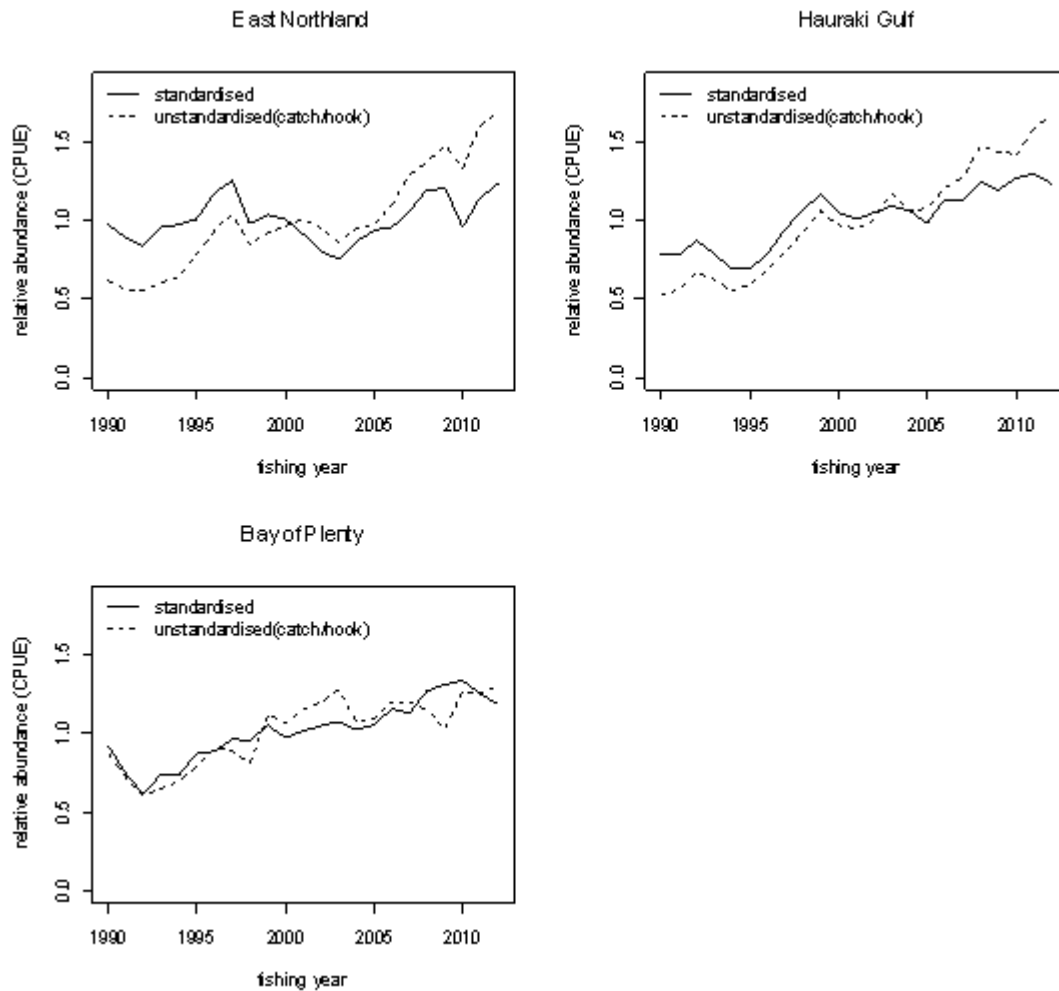 East Northland
standardised
unstandardised(catch/hook)
relative abundance (CPUE)
0.0 0.5 1.0 1.5
1990 1995 2000 2005 2010
fishing year
Hauraki Gulf
standardised
unstandardised(catch/hook)
relative abundance (CPUE)
0.0 0.5 1.0 1.5
1990 1995 2000 2005 2010
fishing year
Bay of Plenty
standardised
unstandardised(catch/hook)
relative abundance (CPUE)
0.0 0.5 1.0 1.5
1990 1995 2000 2005 2010
fishing year